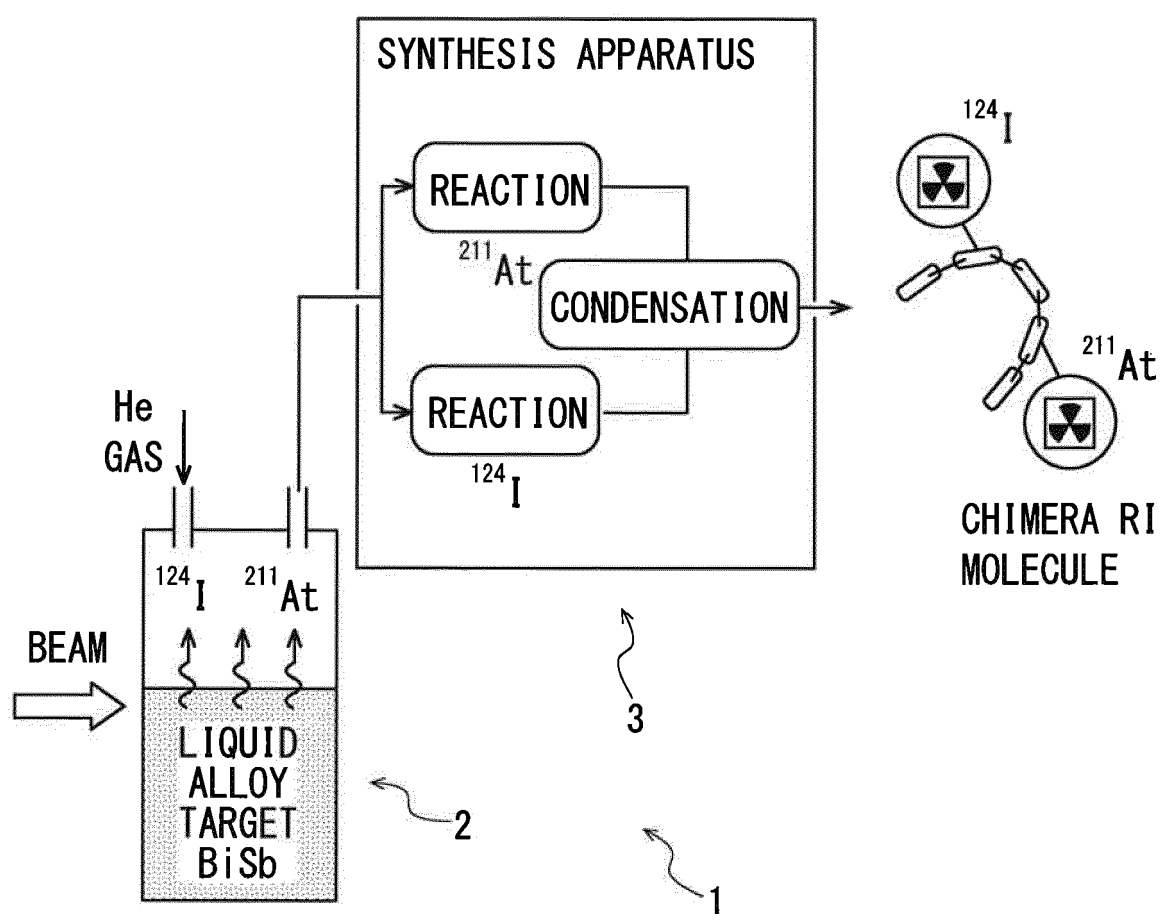 SYNTHESIS APPARATUS
124I
REACTION
211At
CONDENSATION
211At
REACTION
124I
He
GAS
CHIMERA RI
MOLECULE
124I 211At
BEAM
3
LIQUID
ALLOY
TARGET
BiSb
2
1